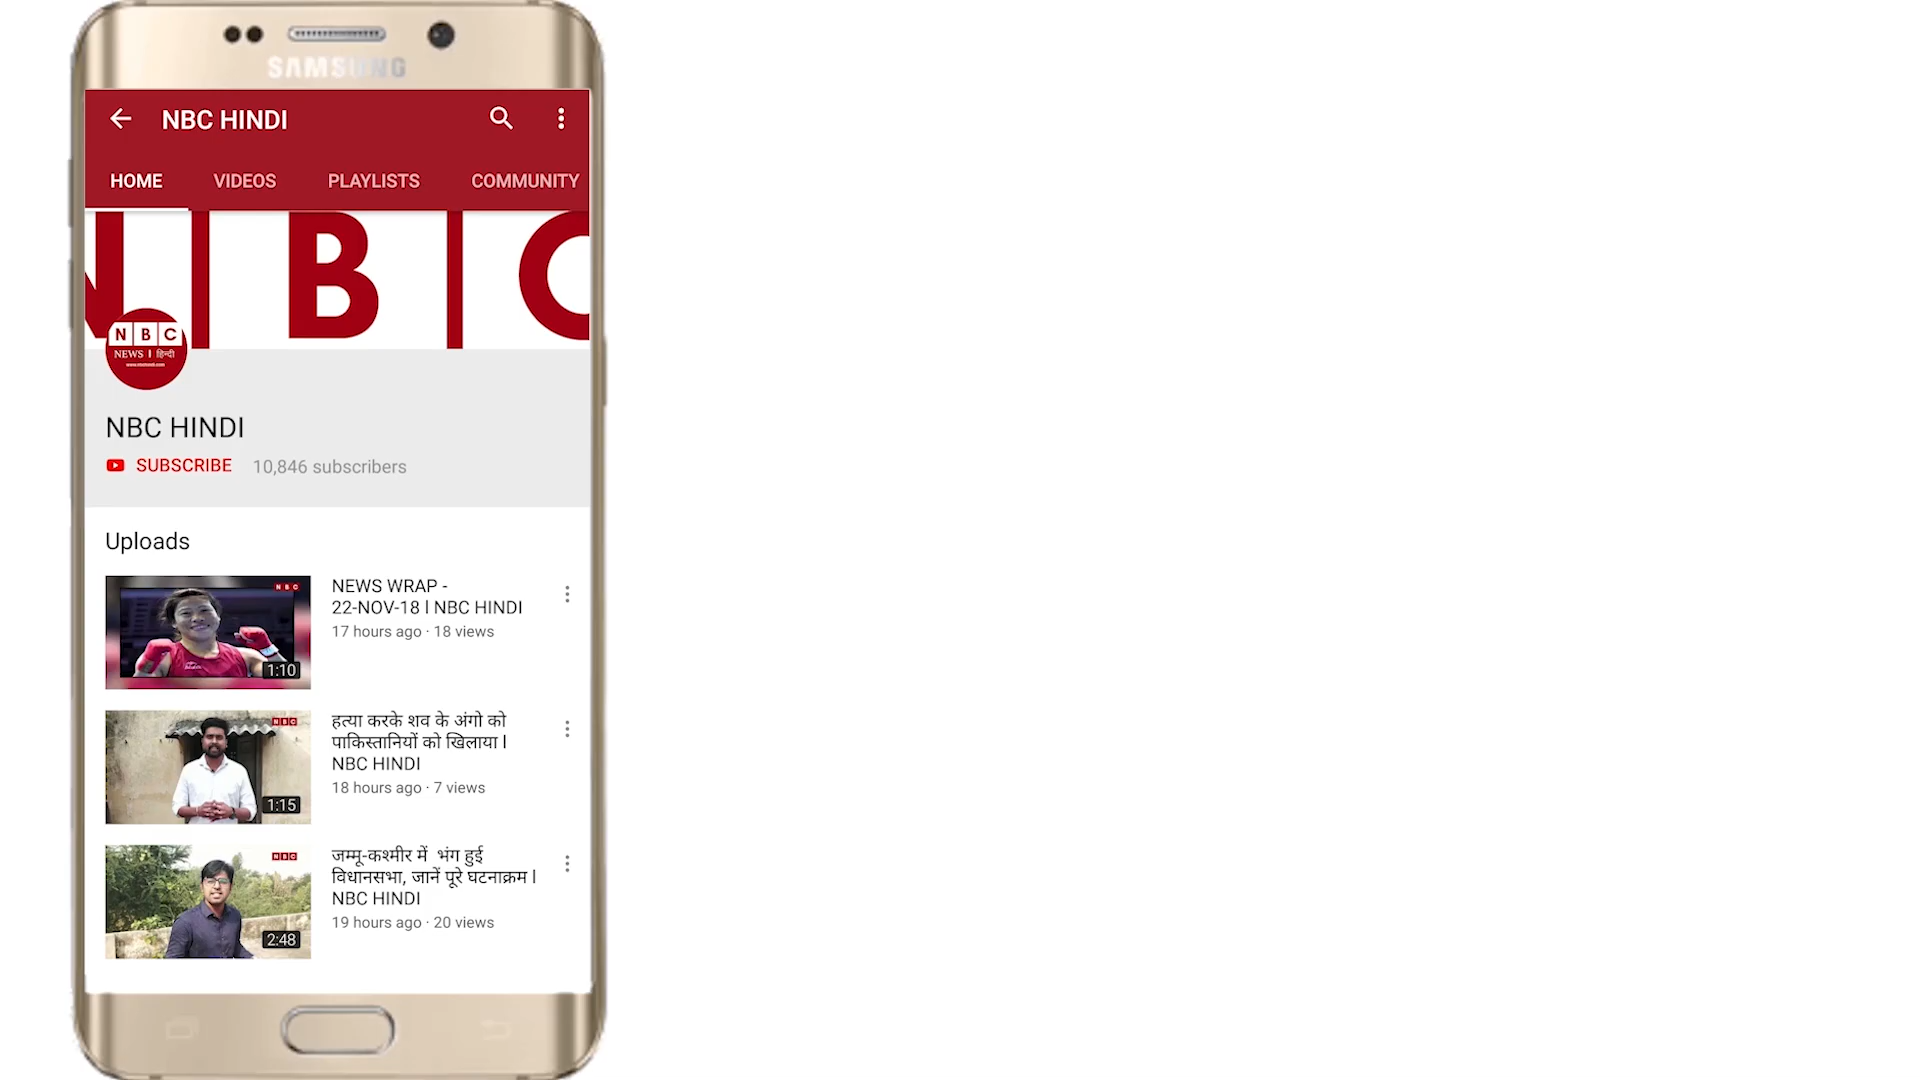 SAMSUNG
NBC HINDI
HOME VIDEOS PLAYLISTS COMMUNITY
N B C
N B C
NEWS I हिन्दी
NBC HINDI
SUBSCRIBE 10,846 subscribers
Uploads
N B C
NEWS WRAP -
22-NOV-18 l NBC HINDI
17 hours ago · 18 views
1:10
NBC
हत्या करके शव के अंगो को
पाकिस्तानियों को खिलाया l
NBC HINDI
18 hours ago · 7 views
1:15
NBC
जम्मू-कश्मीर में भंग हुई
विधानसभा, जानें पूरे घटनाक्रम l
NBC HINDI
19 hours ago · 20 views
2:48